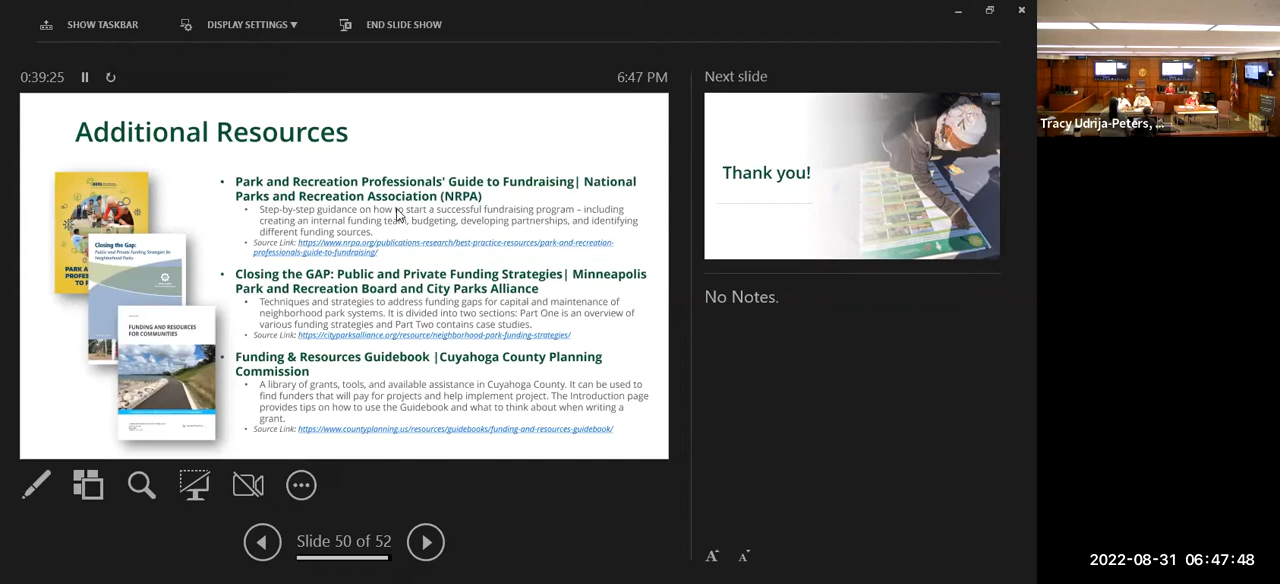 SHOW TASKBAR
DISPLAY SETTINGS ▼
END SLIDE SHOW
0:39:25
6:47 PM
Additional Resources
• Park and Recreation Professionals' Guide to Fundraising| National
Parks and Recreation Association (NRPA)
• Step-by-step guidance on how to start a successful fundraising program – including
creating an internal funding team, budgeting, developing partnerships, and identifying
different funding sources.
• Source Link: https://www.nrpa.org/publications-research/best-practice-resources/park-and-recreation-
professionals-guide-to-fundraising/
• Closing the GAP: Public and Private Funding Strategies| Minneapolis
Park and Recreation Board and City Parks Alliance
• Techniques and strategies to address funding gaps for capital and maintenance of
neighborhood park systems. It is divided into two sections: Part One is an overview of
various funding strategies and Part Two contains case studies.
• Source Link: https://cityparksalliance.org/resource/neighborhood-park-funding-strategies/
• Funding & Resources Guidebook |Cuyahoga County Planning
Commission
• A library of grants, tools, and available assistance in Cuyahoga County. It can be used to
find funders that will pay for projects and help implement project. The Introduction page
provides tips on how to use the Guidebook and what to think about when writing a
grant.
• Source Link: https://www.countyplanning.us/resources/guidebooks/funding-and-resources-guidebook/
PARK A
PROFES
TO F
Closing the Gap:
Public and Private Funding Strategies for
Neighborhood Parks
FUNDING AND RESOURCES
FOR COMMUNITIES
Slide 50 of 52
Next slide
Thank you!
No Notes.
A A
Tracy Udrija-Peters, ...
2022-08-31 06:47:48